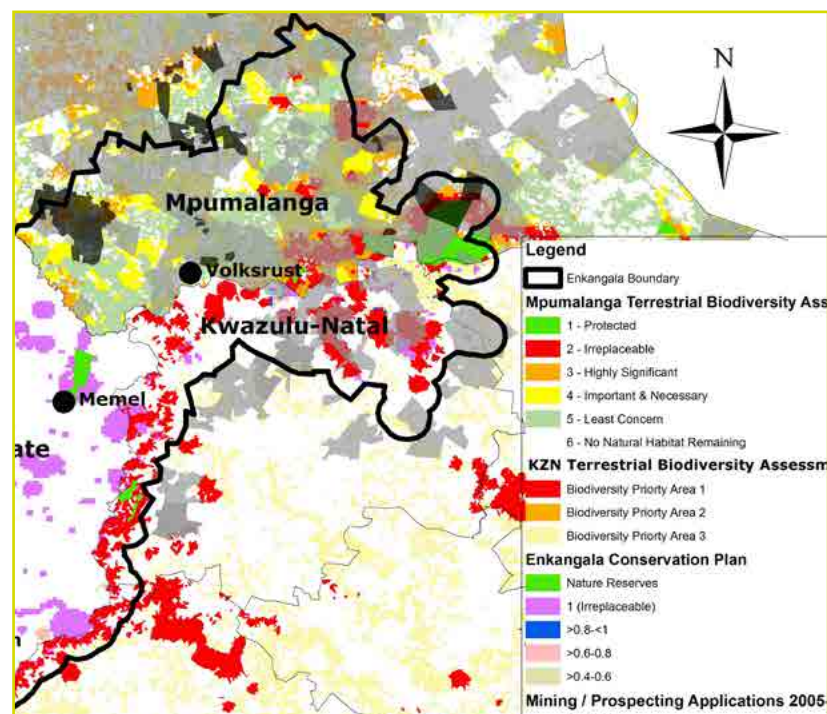 N
Mpumalanga
Volksrust
Kwazulu-Natal
Memel
ate
Legend
Enkangala Boundary
Mpumalanga Terrestrial Biodiversity Ass
1 - Protected
2 - Irreplaceable
3 - Highly Significant
4 - Important & Necessary
5 - Least Concern
6 - No Natural Habitat Remaining
KZN Terrestrial Biodiversity Assessm
Biodiversity Priorty Area 1
Biodiversity Priorty Area 2
Biodiversity Priorty Area 3
Enkangala Conservation Plan
Nature Reserves
1 (Irreplaceable)
>0.8-<1
>0.6-0.8
>0.4-0.6
Mining / Prospecting Applications 2005